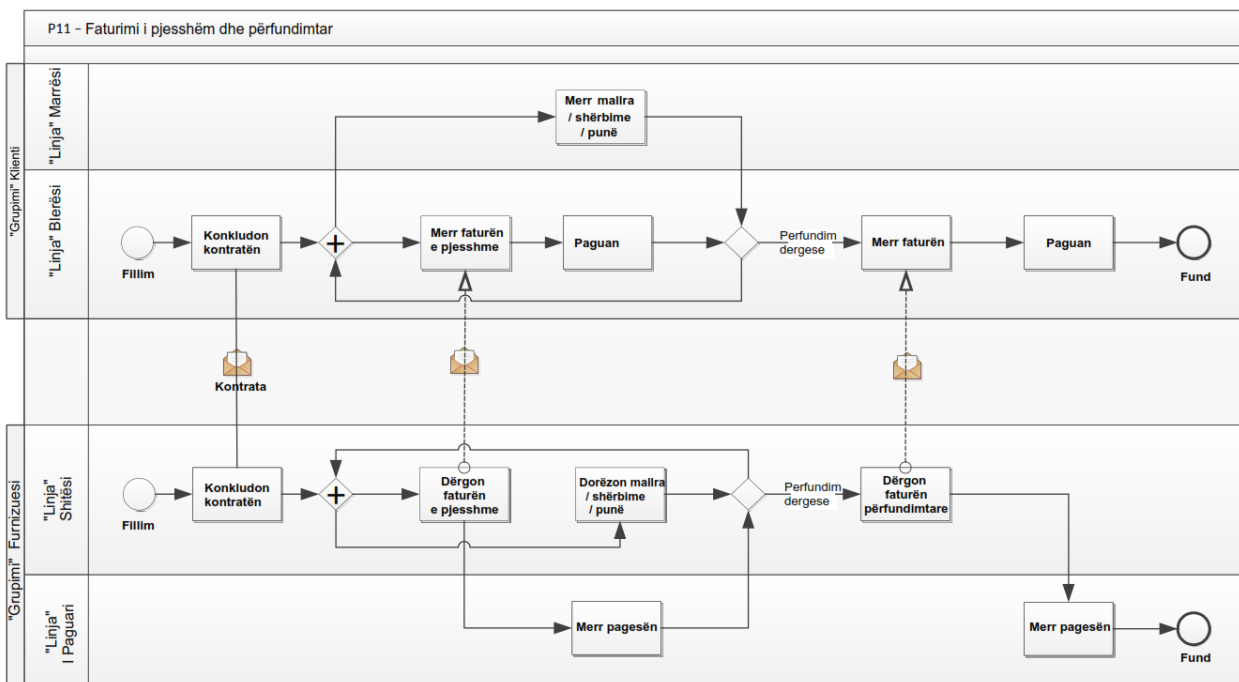 P11 – Faturimi i pjesshëm dhe përfundimtar
"Grupimi" Klienti
"Linja" Marrësi
Merr mallra
/ shërbime
/ punë
"Linja" Blerësi
Fillim
Konkludon
kontratën
Merr faturën
e pjesshme
Paguan
Perfundim
dergese
Merr faturën
Paguan
Fund
Kontrata
"Grupimi" Furnizuesi
"Linja"
Shitësi
Fillim
Konkludon
kontratën
Dërgon
faturën
e pjesshme
Dorëzon mallra
/ shërbime
/ punë
Perfundim
dergese
Dërgon
faturën
përfundimtare
"Linja"
I Paguari
Merr pagesën
Merr pagesën
Fund